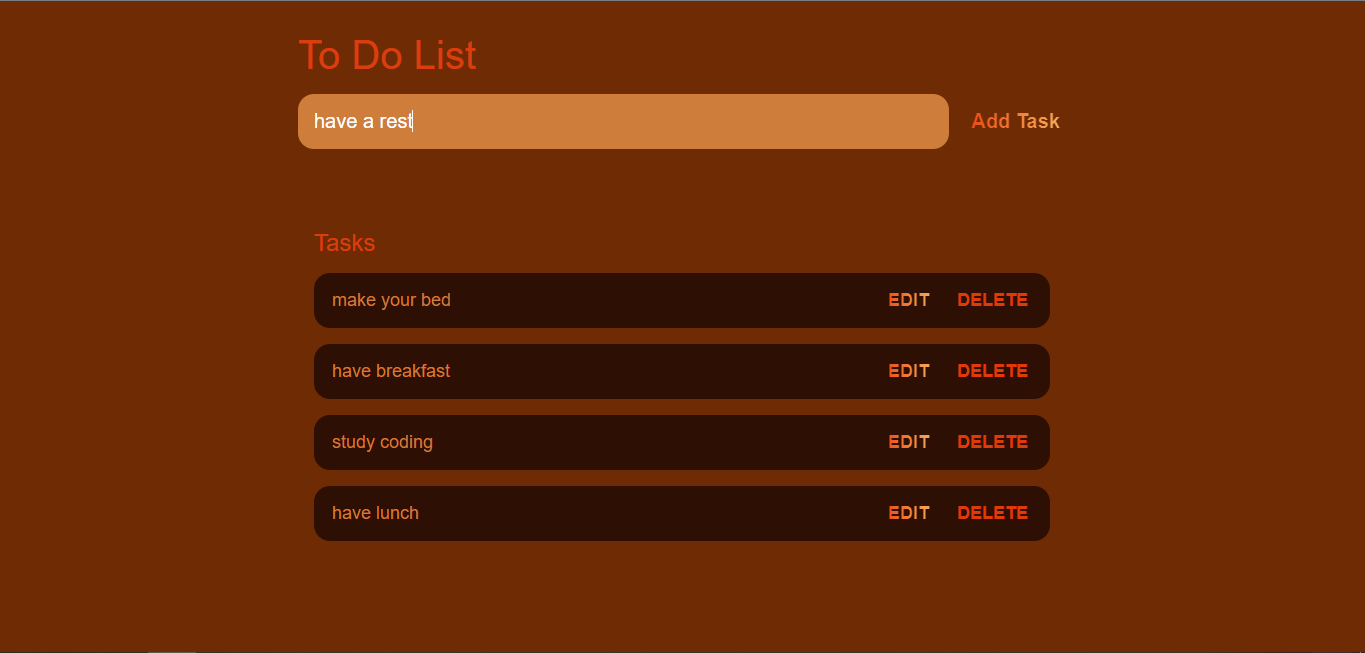 To Do List
have a rest Add Task
Tasks
make your bed EDIT DELETE
have breakfast EDIT DELETE
study coding EDIT DELETE
have lunch EDIT DELETE